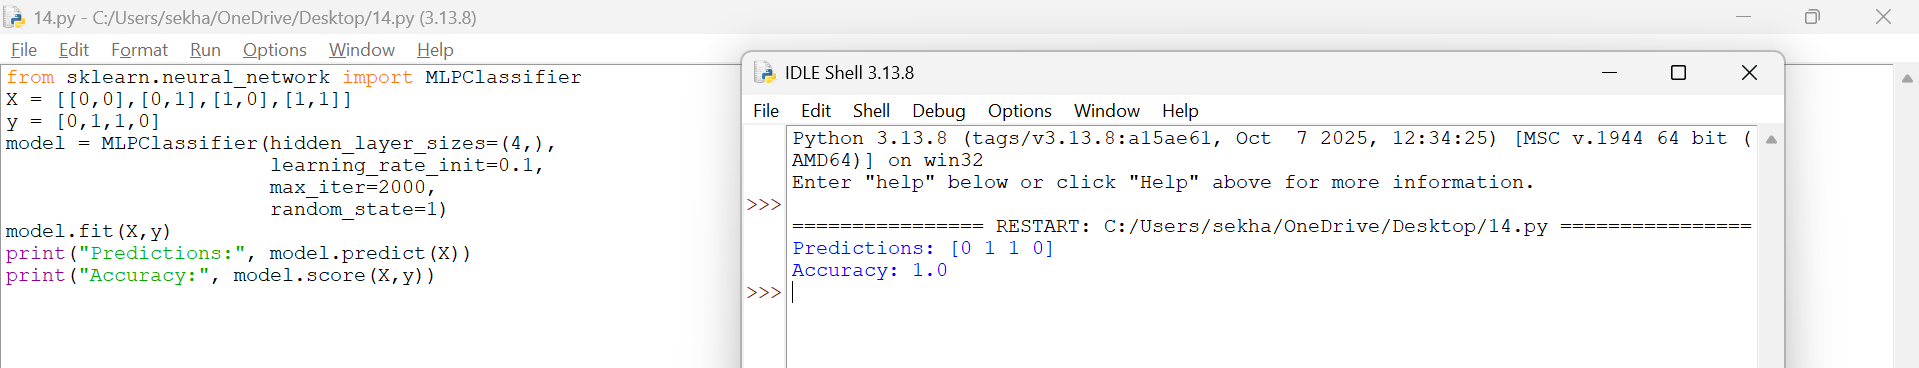 14.py - C:/Users/sekha/OneDrive/Desktop/14.py (3.13.8)
File Edit Format Run Options Window Help
from sklearn.neural_network import MLPClassifier
X = [[0,0],[0,1],[1,0],[1,1]]
y = [0,1,1,0]
model = MLPClassifier(hidden_layer_sizes=(4,),
                      learning_rate_init=0.1,
                      max_iter=2000,
                      random_state=1)
model.fit(X,y)
print("Predictions:", model.predict(X))
print("Accuracy:", model.score(X,y))
IDLE Shell 3.13.8
File Edit Shell Debug Options Window Help
Python 3.13.8 (tags/v3.13.8:a15ae61, Oct  7 2025, 12:34:25) [MSC v.1944 64 bit (
AMD64)] on win32
Enter "help" below or click "Help" above for more information.
>>>
================ RESTART: C:/Users/sekha/OneDrive/Desktop/14.py ================
Predictions: [0 1 1 0]
Accuracy: 1.0
>>>